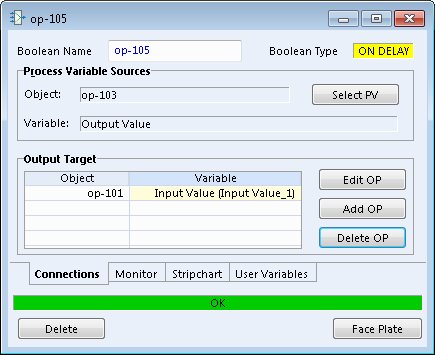 op-105
Boolean Name op-105 Boolean Type ON DELAY
Process Variable Sources
Object: op-103 Select PV
Variable: Output Value
Output Target
Object Variable Edit OP
op-101 Input Value (Input Value_1)
Add OP
Delete OP
Connections Monitor Stripchart User Variables
OK
Delete Face Plate